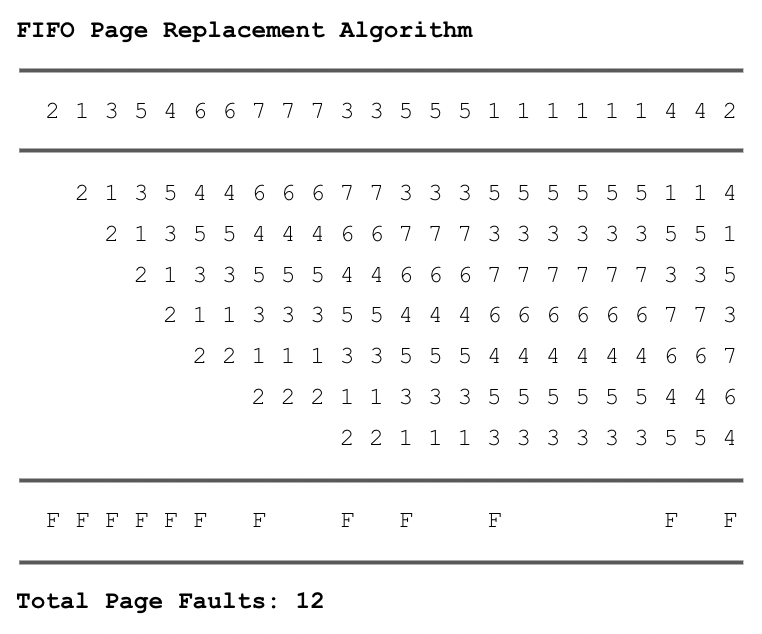 FIFO Page Replacement Algorithm
2 1 3 5 4 6 6 7 7 7 3 3 5 5 5 1 1 1 1 1 1 4 4 2
2 1 3 5 4 4 6 6 6 7 7 3 3 3 5 5 5 5 5 5 1 1 4
2 1 3 5 5 4 4 4 6 6 7 7 7 3 3 3 3 3 3 5 5 1
2 1 3 3 5 5 5 4 4 6 6 6 7 7 7 7 7 7 3 3 5
2 1 1 3 3 3 5 5 4 4 4 6 6 6 6 6 6 7 7 3
2 2 1 1 1 3 3 5 5 5 4 4 4 4 4 4 6 6 7
2 2 2 1 1 3 3 3 5 5 5 5 5 5 4 4 6
2 2 1 1 1 3 3 3 3 3 3 5 5 4
F F F F F F F F F F F F
Total Page Faults: 12